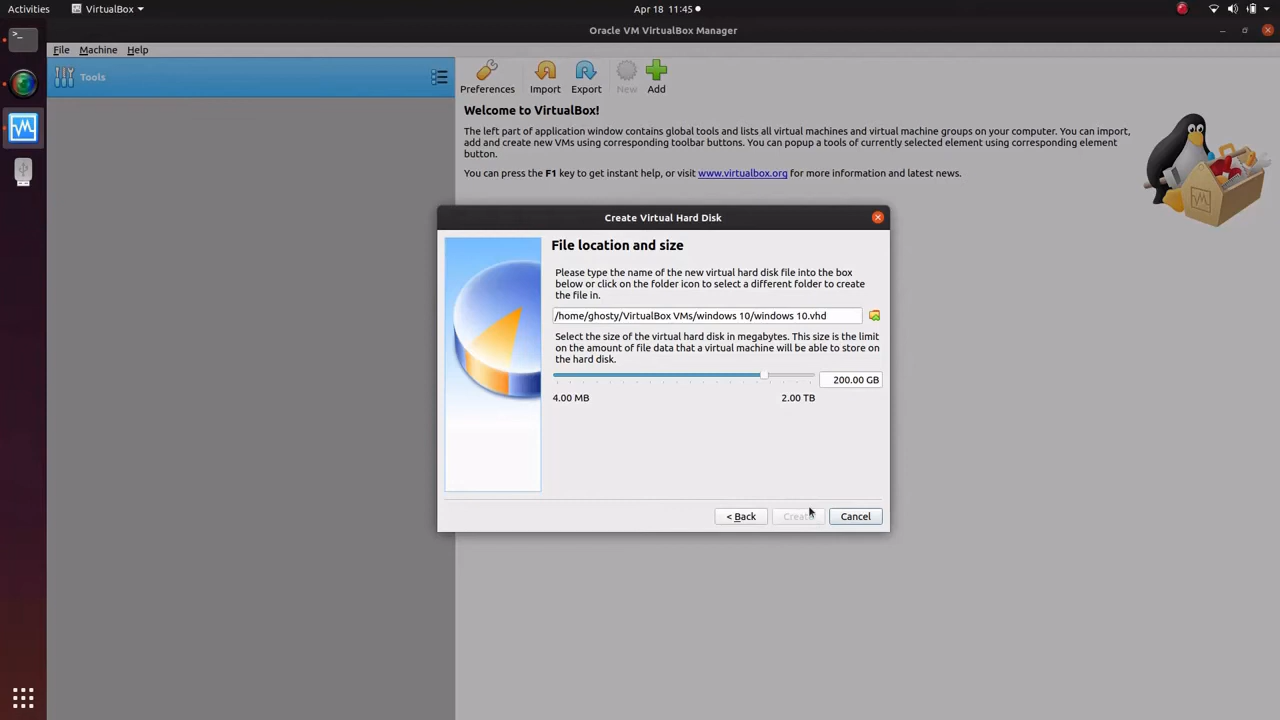 Activities
VirtualBox
Apr 18 11:45
Oracle VM VirtualBox Manager
File Machine Help
Tools
Preferences Import Export New Add
Welcome to VirtualBox!
The left part of application window contains global tools and lists all virtual machines and virtual machine groups on your computer. You can import,
add and create new VMs using corresponding toolbar buttons. You can popup a tools of currently selected element using corresponding element
button.
You can press the F1 key to get instant help, or visit www.virtualbox.org for more information and latest news.
Create Virtual Hard Disk
File location and size
Please type the name of the new virtual hard disk file into the box
below or click on the folder icon to select a different folder to create
the file in.
/home/ghosty/VirtualBox VMs/windows 10/windows 10.vhd
Select the size of the virtual hard disk in megabytes. This size is the limit
on the amount of file data that a virtual machine will be able to store on
the hard disk.
200.00 GB
4.00 MB 2.00 TB
< Back Create Cancel